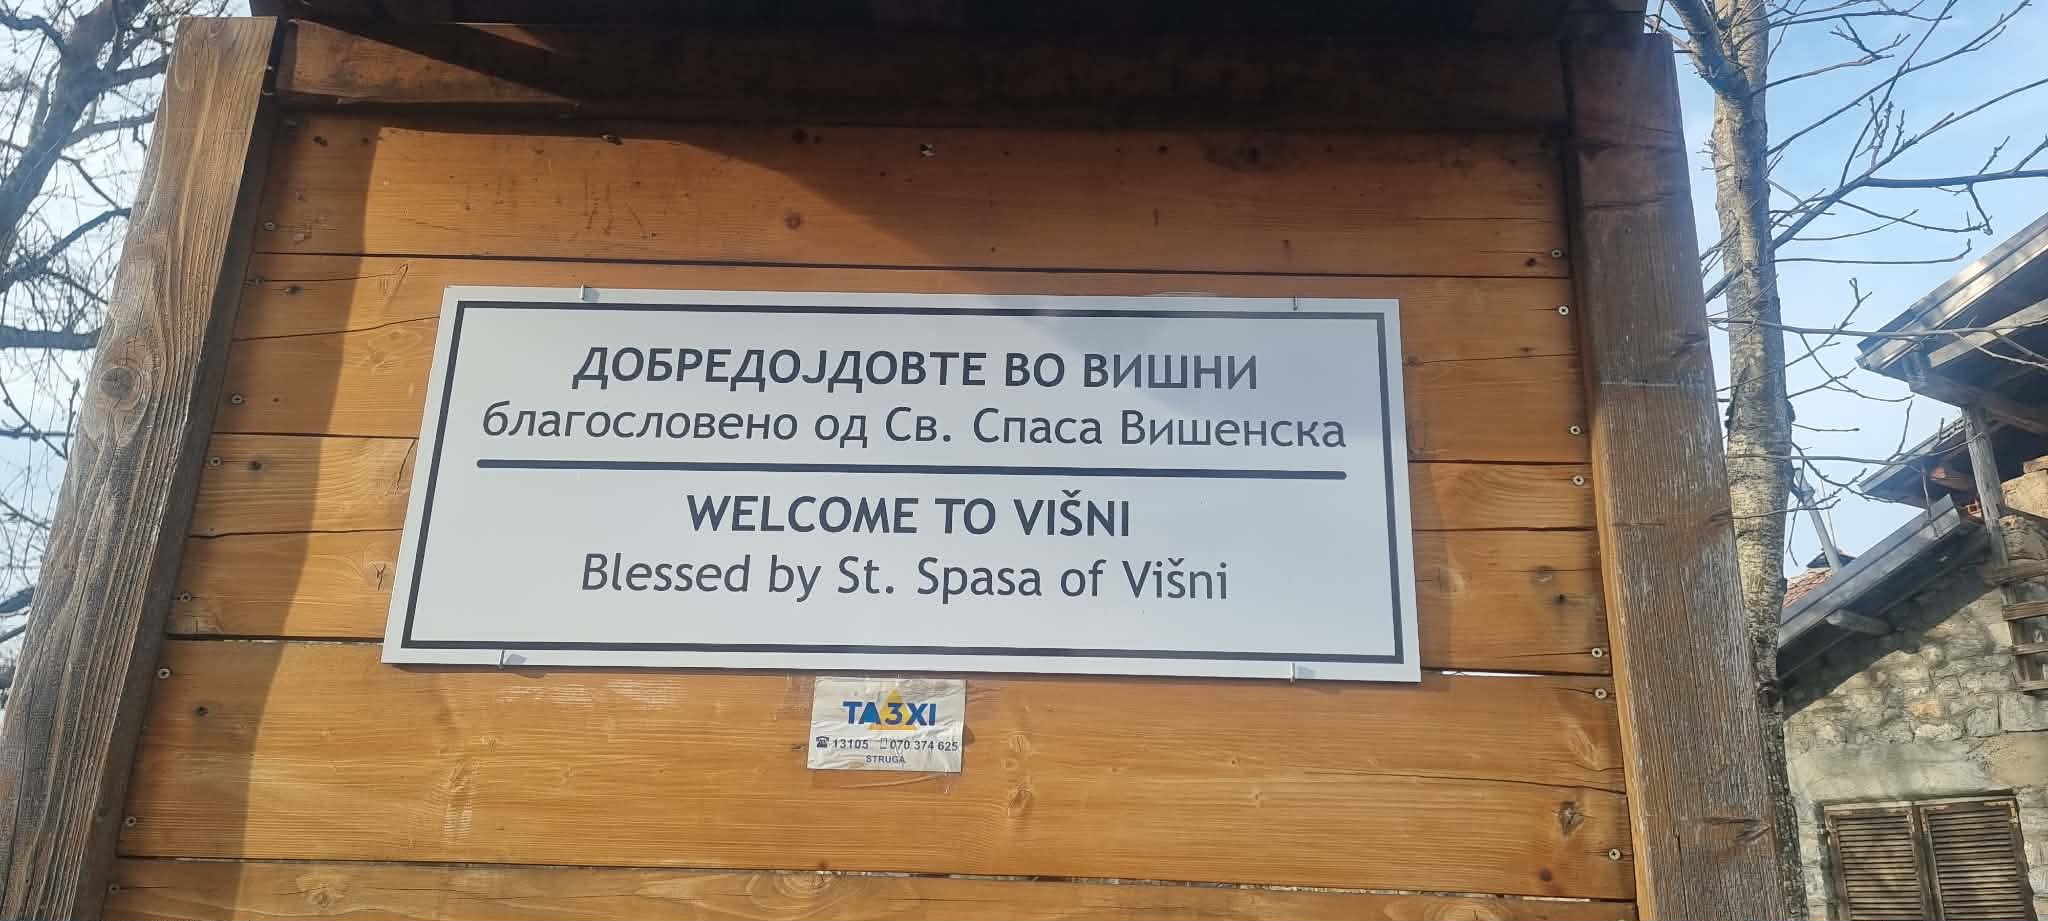 ДОБРЕДОЈДОВТЕ ВО ВИШНИ
благословено од Св. Спаса Вишенска
WELCOME TO VIŠNI
Blessed by St. Spasa of Višni
TA3XI
☎ 13105 📱070 374 625
STRUGA